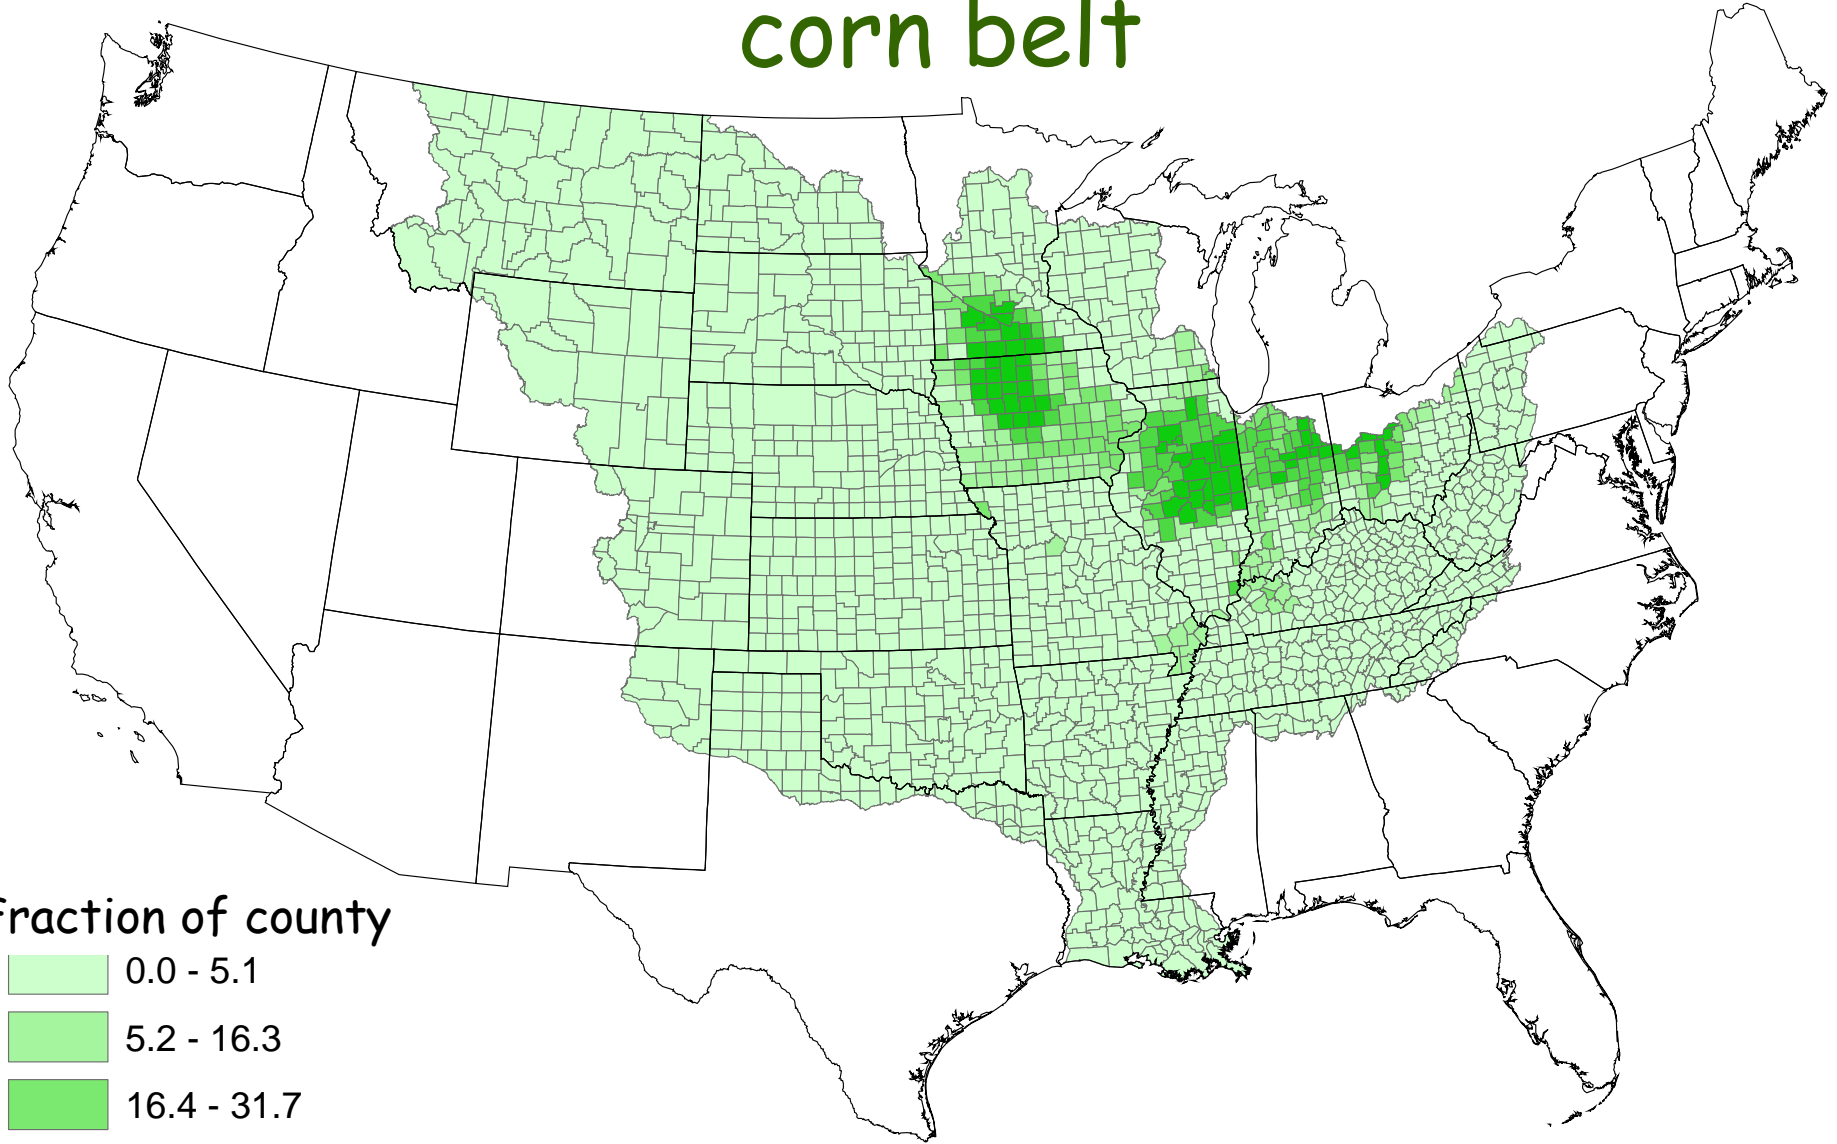 corn belt
fraction of county
0.0 - 5.1
5.2 - 16.3
16.4 - 31.7